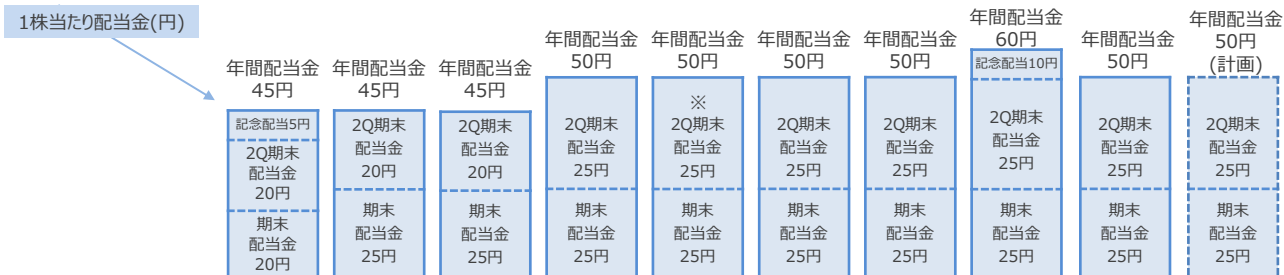 1株当たり配当金(円)
年間配当金
45円
記念配当5円
2Q期末
配当金
20円
期末
配当金
20円
年間配当金
45円
2Q期末
配当金
20円
期末
配当金
25円
年間配当金
45円
2Q期末
配当金
20円
期末
配当金
25円
年間配当金
50円
2Q期末
配当金
25円
期末
配当金
25円
年間配当金
50円
※
2Q期末
配当金
25円
期末
配当金
25円
年間配当金
50円
2Q期末
配当金
25円
期末
配当金
25円
年間配当金
50円
2Q期末
配当金
25円
期末
配当金
25円
年間配当金
60円
記念配当10円
2Q期末
配当金
25円
期末
配当金
25円
年間配当金
50円
2Q期末
配当金
25円
期末
配当金
25円
年間配当金
50円
(計画)
2Q期末
配当金
25円
期末
配当金
25円